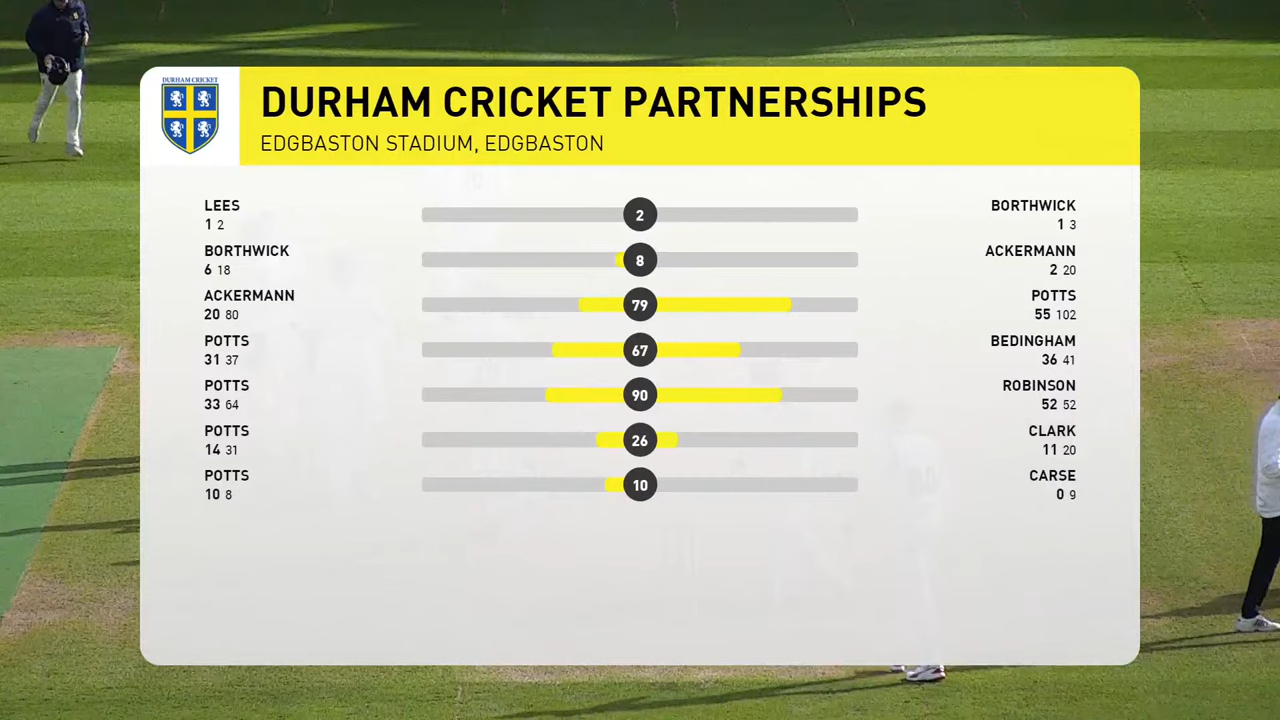 DURHAM CRICKET
DURHAM CRICKET PARTNERSHIPS
EDGBASTON STADIUM, EDGBASTON
LEES 2 BORTHWICK
1 2 1 3
BORTHWICK 8 ACKERMANN
6 18 2 20
ACKERMANN 79 POTTS
20 80 55 102
POTTS 67 BEDINGHAM
31 37 36 41
POTTS 90 ROBINSON
33 64 52 52
POTTS 26 CLARK
14 31 11 20
POTTS 10 CARSE
10 8 0 9